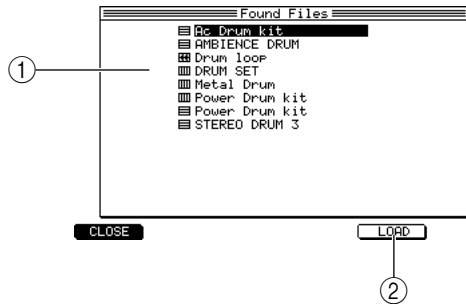 Found Files
Ac Drum kit
AMBIENCE DRUM
Drum loop
DRUM SET
Metal Drum
Power Drum kit
Power Drum kit
STEREO DRUM 3
1
CLOSE
LOAD
2